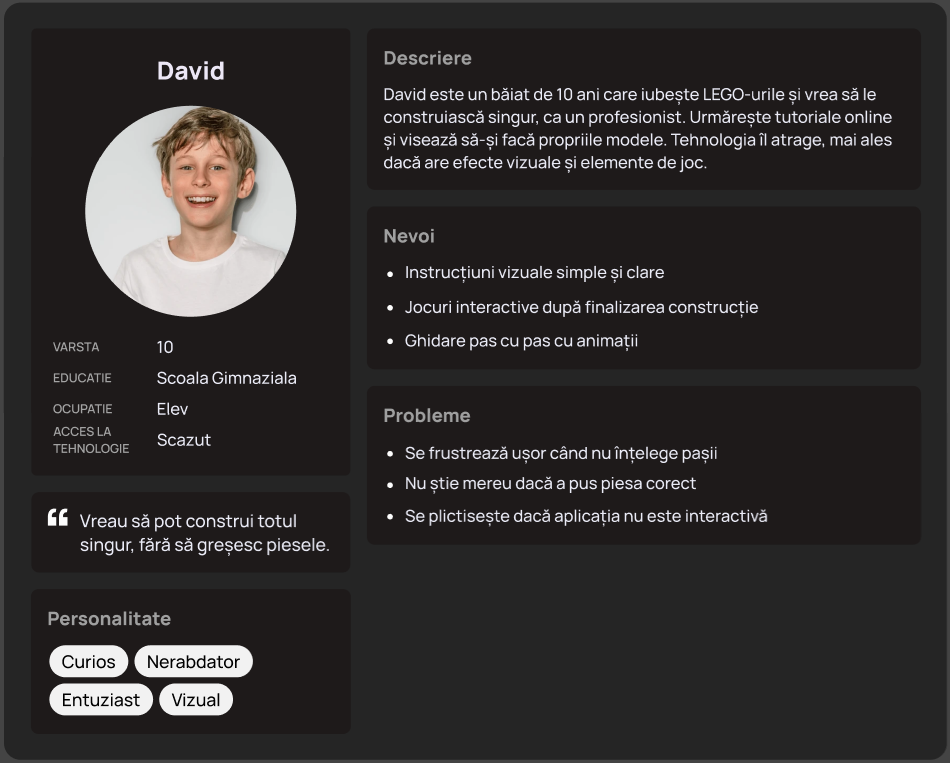 David
VARSTA 10
EDUCATIE Scoala Gimnaziala
OCUPATIE Elev
ACCES LA
TEHNOLOGIE Scazut
“ Vreau să pot construi totul
singur, fără să greșesc piesele.
Personalitate
Curios Nerabdator
Entuziast Vizual
Descriere
David este un băiat de 10 ani care iubește LEGO-urile și vrea să le
construiască singur, ca un profesionist. Urmărește tutoriale online
și visează să-și facă propriile modele. Tehnologia îl atrage, mai ales
dacă are efecte vizuale și elemente de joc.
Nevoi
• Instrucțiuni vizuale simple și clare
• Jocuri interactive după finalizarea construcție
• Ghidare pas cu pas cu animații
Probleme
• Se frustrează ușor când nu înțelege pașii
• Nu știe mereu dacă a pus piesa corect
• Se plictisește dacă aplicația nu este interactivă